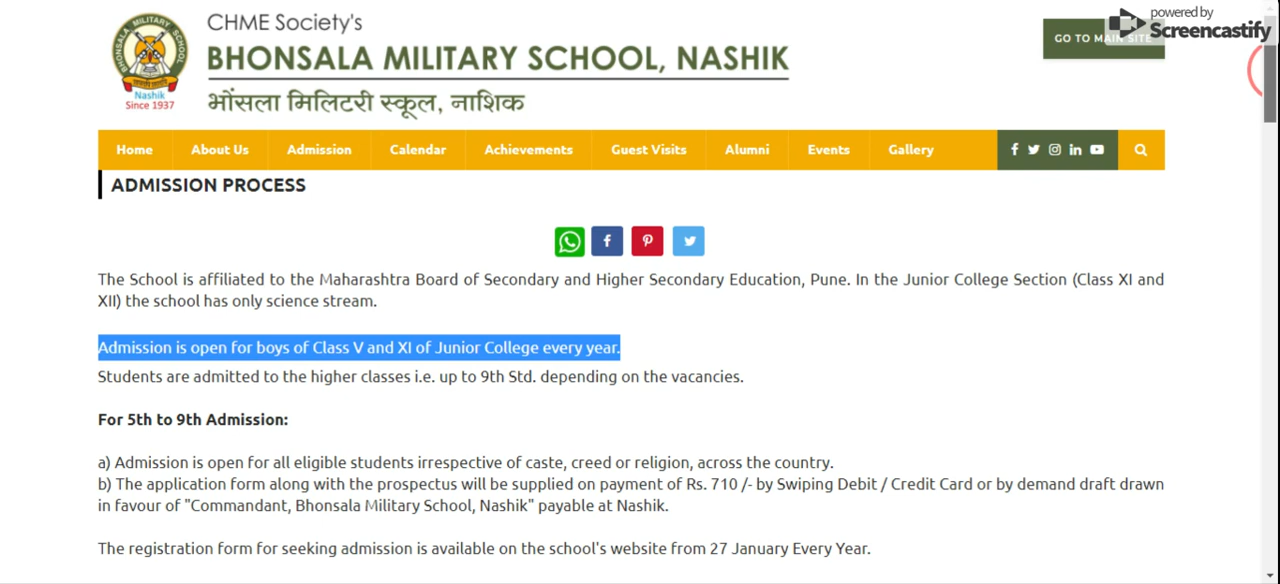 CHME Society's
BHONSALA MILITARY SCHOOL, NASHIK
भोंसला मिलिटरी स्कूल, नाशिक
BHONSALA MILITARY SCHOOL
Nashik
Since 1937
GO TO MAIN SITE
powered by
Screencastify
Home About Us Admission Calendar Achievements Guest Visits Alumni Events Gallery
ADMISSION PROCESS
The School is affiliated to the Maharashtra Board of Secondary and Higher Secondary Education, Pune. In the Junior College Section (Class XI and
XII) the school has only science stream.
Admission is open for boys of Class V and XI of Junior College every year.
Students are admitted to the higher classes i.e. up to 9th Std. depending on the vacancies.
For 5th to 9th Admission:
a) Admission is open for all eligible students irrespective of caste, creed or religion, across the country.
b) The application form along with the prospectus will be supplied on payment of Rs. 710 /- by Swiping Debit / Credit Card or by demand draft drawn
in favour of "Commandant, Bhonsala Military School, Nashik" payable at Nashik.
The registration form for seeking admission is available on the school's website from 27 January Every Year.